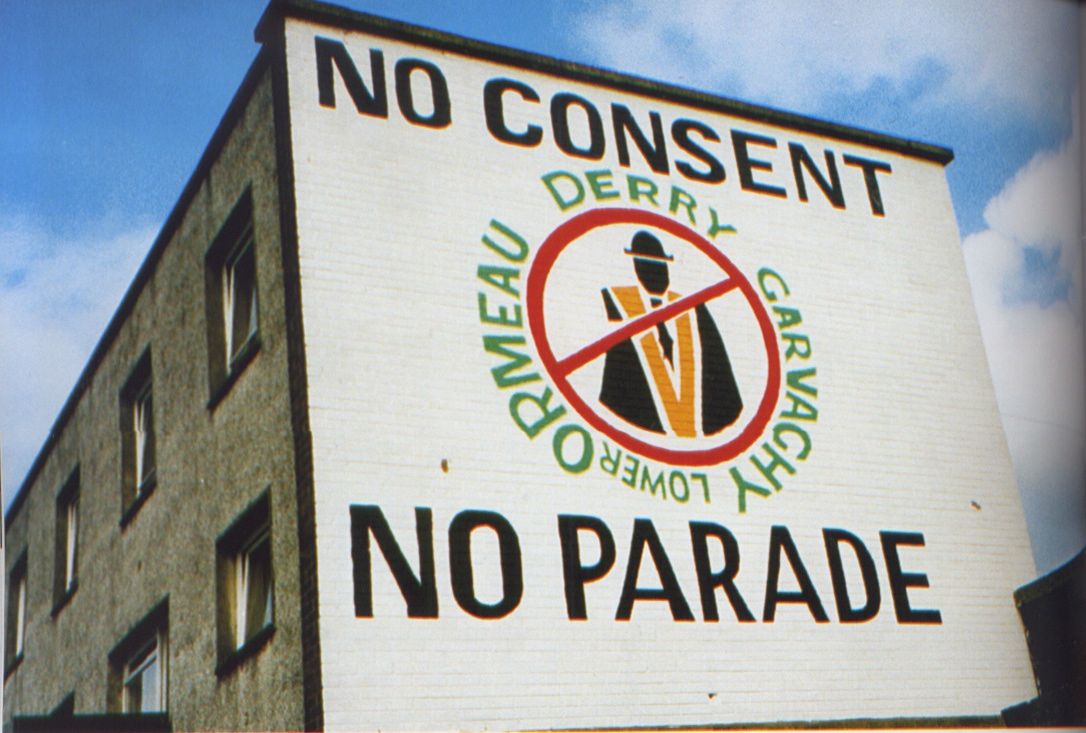 NO CONSENT
DERRY
GARVAGHY
LOWER ORMEAU
NO PARADE